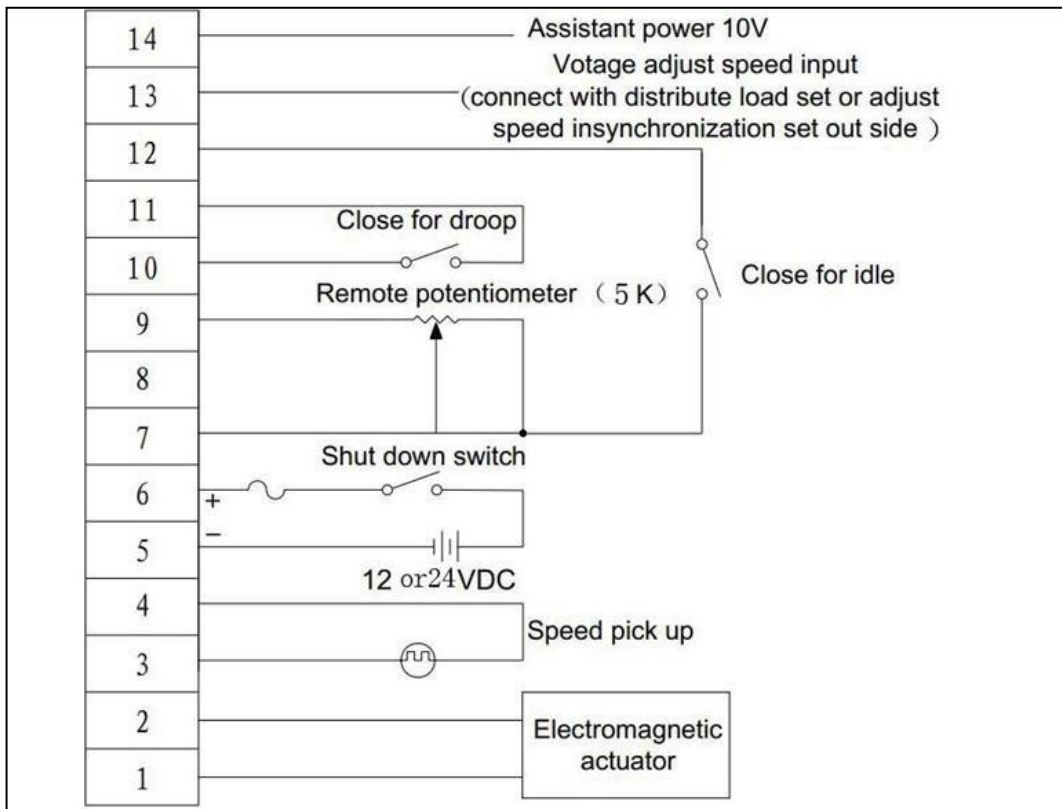 14
Assistant power 10V
Votage adjust speed input
13
(connect with distribute load set or adjust
speed insynchronization set out side )
12
11
Close for droop
10
Close for idle
Remote potentiometer ( 5 K )
9
8
7
Shut down switch
6
+
−
5
12 or24VDC
4
Speed pick up
3
2
Electromagnetic
actuator
1